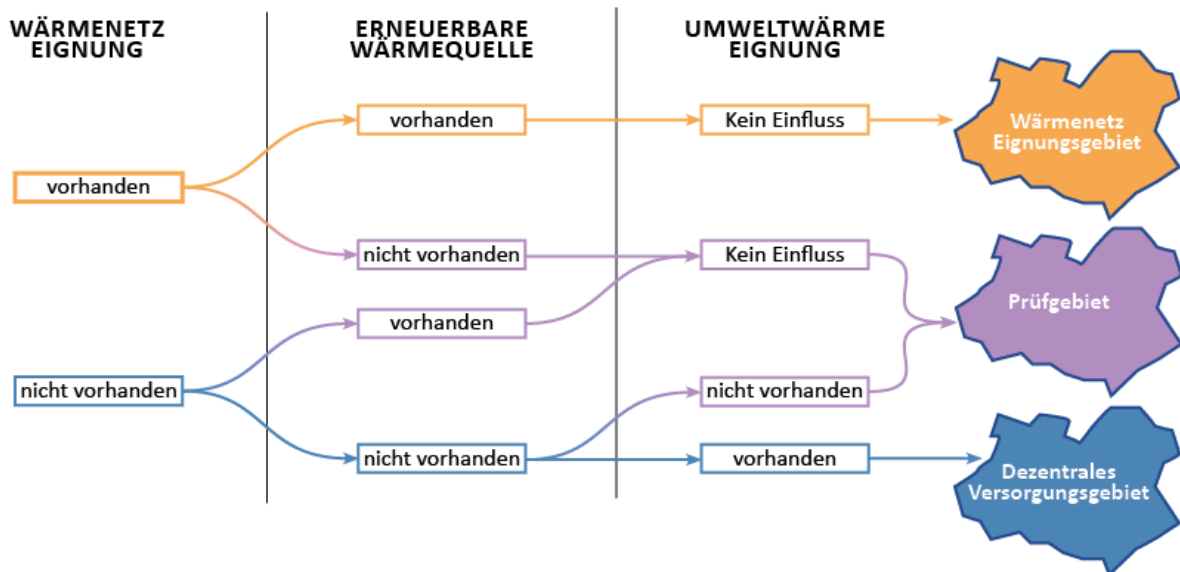 WÄRMENETZ
EIGNUNG
ERNEUERBARE
WÄRMEQUELLE
UMWELTWÄRME
EIGNUNG
vorhanden
Kein Einfluss
Wärmenetz
Eignungsgebiet
vorhanden
nicht vorhanden
Kein Einfluss
vorhanden
Prüfgebiet
nicht vorhanden
nicht vorhanden
nicht vorhanden
vorhanden
Dezentrales
Versorgungsgebiet